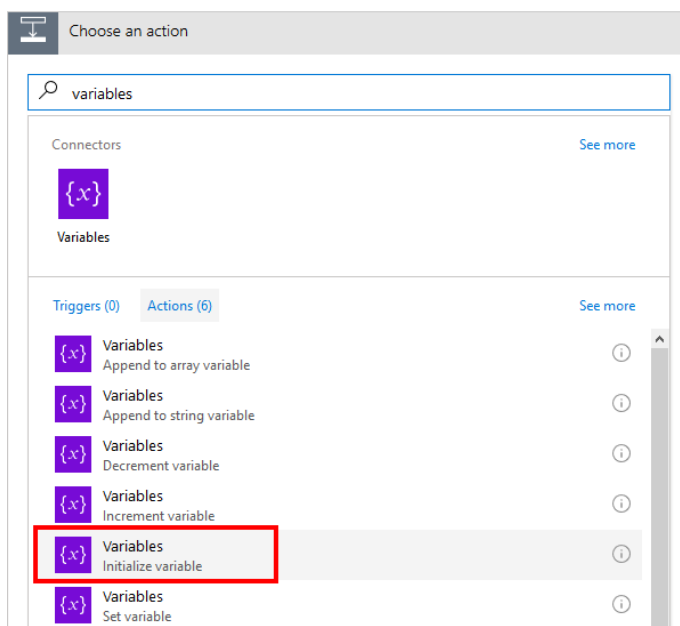 Choose an action
variables
Connectors
See more
{x}
Variables
Triggers (0)
Actions (6)
See more
{x}
Variables
Append to array variable
{x}
Variables
Append to string variable
{x}
Variables
Decrement variable
{x}
Variables
Increment variable
{x}
Variables
Initialize variable
{x}
Variables
Set variable